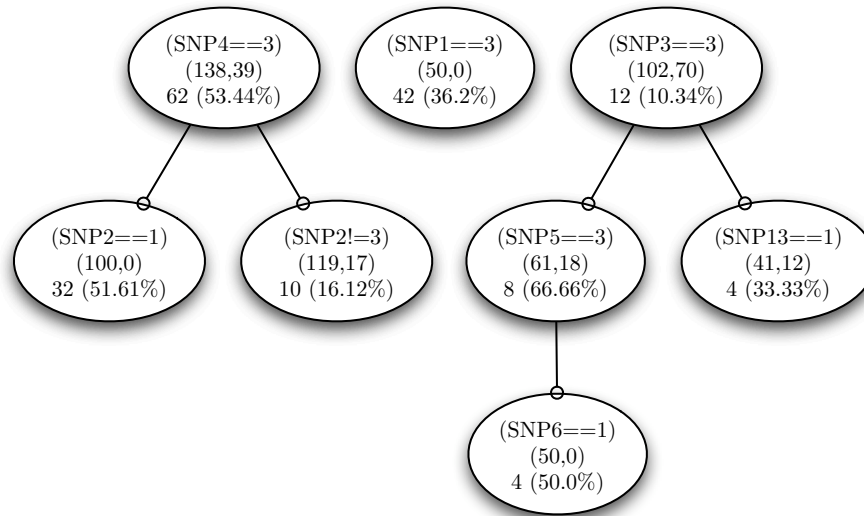 (SNP4==3)
(138,39)
62 (53.44%)
(SNP1==3)
(50,0)
42 (36.2%)
(SNP3==3)
(102,70)
12 (10.34%)
(SNP2==1)
(100,0)
32 (51.61%)
(SNP2!=3)
(119,17)
10 (16.12%)
(SNP5==3)
(61,18)
8 (66.66%)
(SNP13==1)
(41,12)
4 (33.33%)
(SNP6==1)
(50,0)
4 (50.0%)